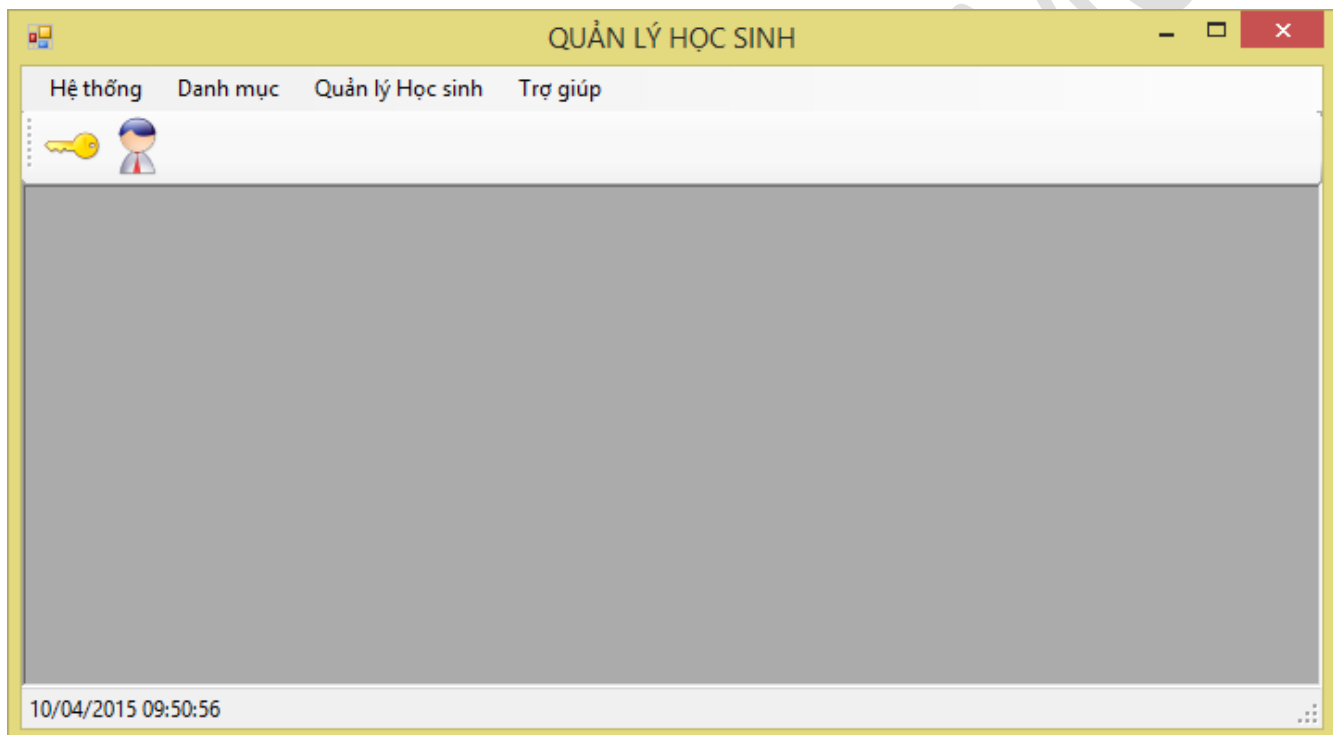 QUẢN LÝ HỌC SINH
Hệ thống Danh mục Quản lý Học sinh Trợ giúp
10/04/2015 09:50:56